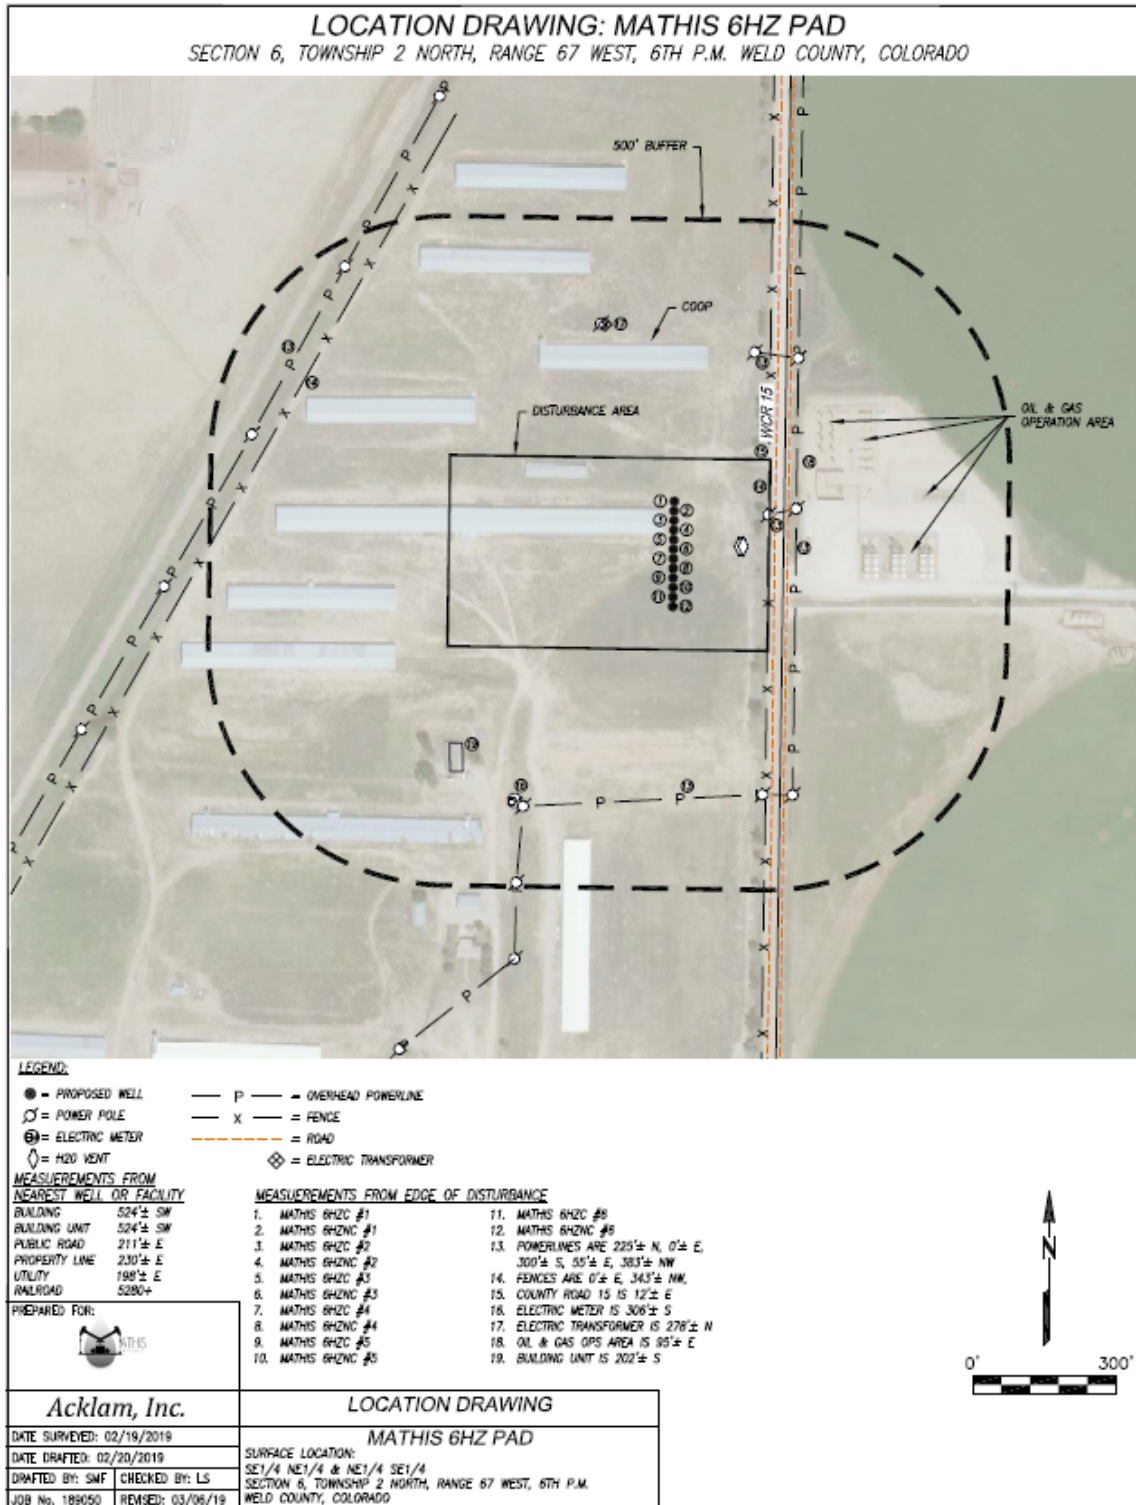 LOCATION DRAWING: MATHIS 6HZ PAD
SECTION 6, TOWNSHIP 2 NORTH, RANGE 67 WEST, 6TH P.M. WELD COUNTY, COLORADO
500' BUFFER
COOP
DISTURBANCE AREA
WCR 15
OIL & GAS
OPERATION AREA
LEGEND:
= PROPOSED WELL
= POWER POLE
= ELECTRIC METER
= H2O VENT
P = OVERHEAD POWERLINE
X = FENCE
= ROAD
= ELECTRIC TRANSFORMER
MEASUEREMENTS FROM
NEAREST WELL OR FACILITY
BUILDING 524'± SW
BUILDING UNIT 524'± SW
PUBLIC ROAD 211'± E
PROPERTY LINE 230'± E
UTILITY 198'± E
RAILROAD 5280+
MEASUEREMENTS FROM EDGE OF DISTURBANCE
1. MATHIS 6HZC #1
2. MATHIS 6HZNC #1
3. MATHIS 6HZC #2
4. MATHIS 6HZNC #2
5. MATHIS 6HZC #3
6. MATHIS 6HZNC #3
7. MATHIS 6HZC #4
8. MATHIS 6HZNC #4
9. MATHIS 6HZC #5
10. MATHIS 6HZNC #5
11. MATHIS 6HZC #6
12. MATHIS 6HZNC #6
13. POWERLINES ARE 225'± N, 0'± E,
300'± S, 55'± E, 383'± NW
14. FENCES ARE 0'± E, 343'± NW,
15. COUNTY ROAD 15 IS 12'± E
16. ELECTRIC METER IS 306'± S
17. ELECTRIC TRANSFORMER IS 278'± N
18. OIL & GAS OPS AREA IS 95'± E
19. BUILDING UNIT IS 202'± S
N
0' 300'
PREPARED FOR:
Acklam, Inc.
DATE SURVEYED: 02/19/2019
DATE DRAFTED: 02/20/2019
DRAFTED BY: SMF CHECKED BY: LS
JOB No. 189050 REVISED: 03/06/19
LOCATION DRAWING
MATHIS 6HZ PAD
SURFACE LOCATION:
SE1/4 NE1/4 & NE1/4 SE1/4
SECTION 6, TOWNSHIP 2 NORTH, RANGE 67 WEST, 6TH P.M.
WELD COUNTY, COLORADO